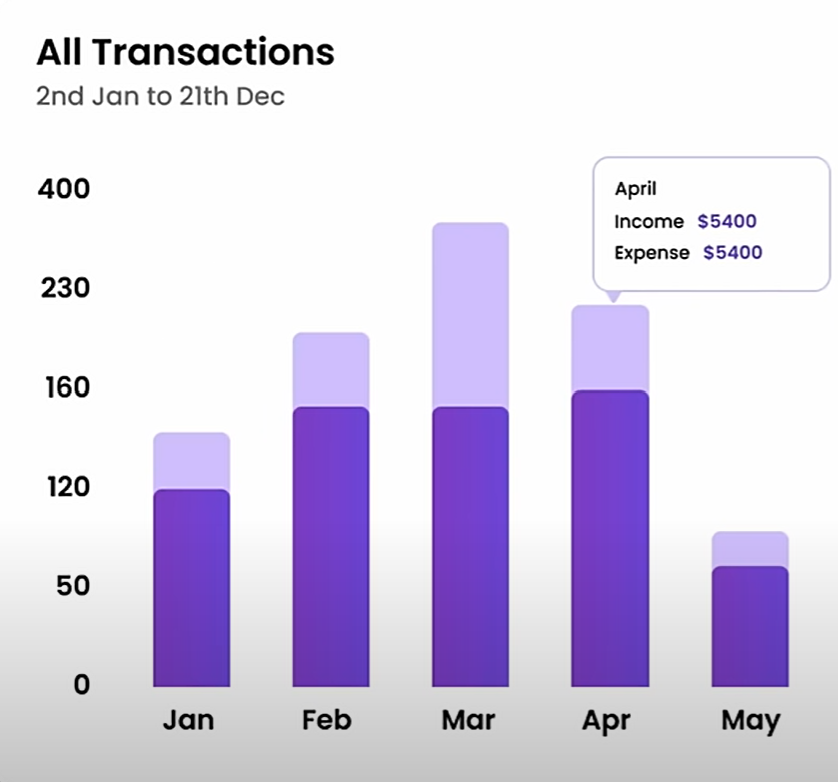 All Transactions
2nd Jan to 21th Dec
400
April
Income $5400
Expense $5400
230
160
120
50
0
Jan Feb Mar Apr May